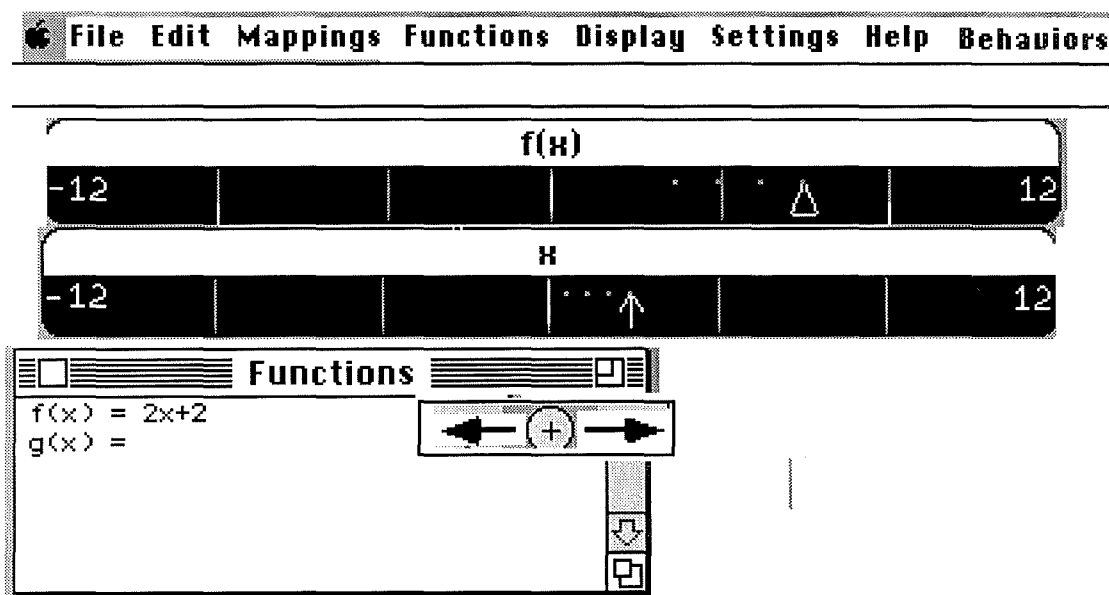 File Edit Mappings Functions Display Settings Help Behaviors
f(x)
-12 12
x
-12 12
Functions
f(x) = 2x+2
g(x) =